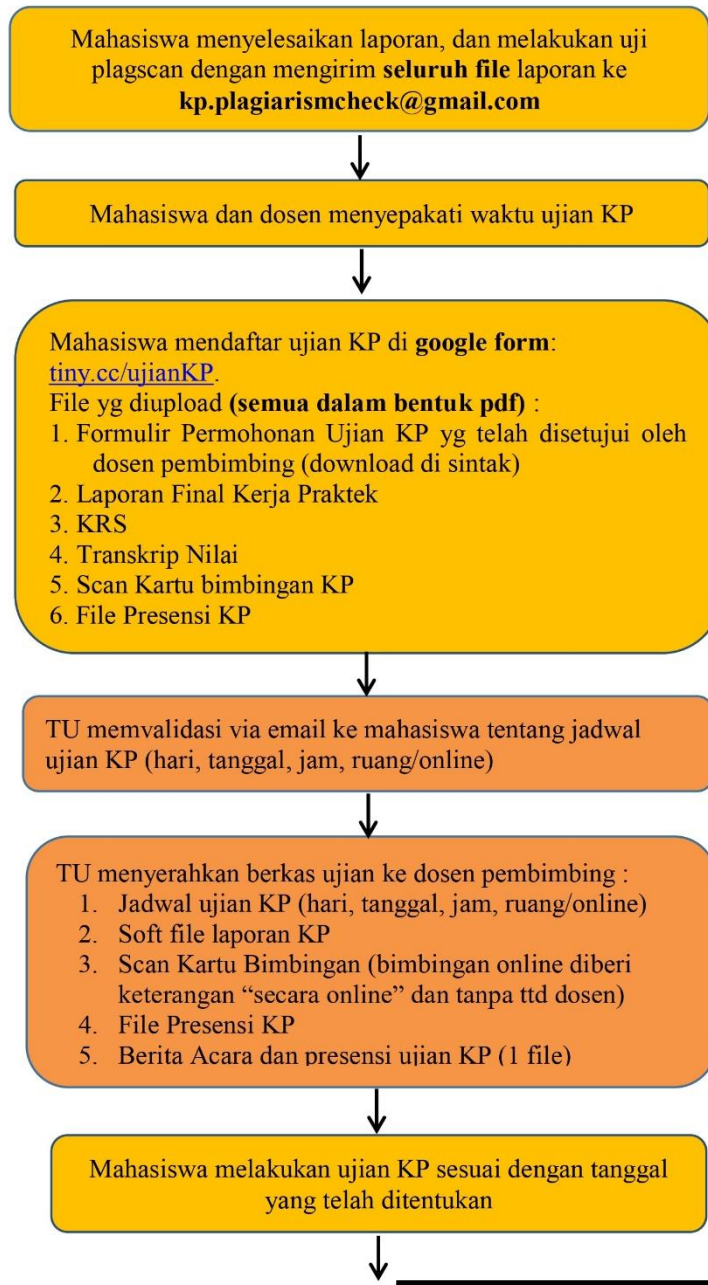 Mahasiswa menyelesaikan laporan, dan melakukan uji
plagscan dengan mengirim seluruh file laporan ke
kp.plagiarismcheck@gmail.com
Mahasiswa dan dosen menyepakati waktu ujian KP
Mahasiswa mendaftar ujian KP di google form:
tiny.cc/ujianKP.
File yg diupload (semua dalam bentuk pdf) :
1. Formulir Permohonan Ujian KP yg telah disetujui oleh
dosen pembimbing (download di sintak)
2. Laporan Final Kerja Praktek
3. KRS
4. Transkrip Nilai
5. Scan Kartu bimbingan KP
6. File Presensi KP
TU memvalidasi via email ke mahasiswa tentang jadwal
ujian KP (hari, tanggal, jam, ruang/online)
TU menyerahkan berkas ujian ke dosen pembimbing :
1. Jadwal ujian KP (hari, tanggal, jam, ruang/online)
2. Soft file laporan KP
3. Scan Kartu Bimbingan (bimbingan online diberi
keterangan “secara online” dan tanpa ttd dosen)
4. File Presensi KP
5. Berita Acara dan presensi ujian KP (1 file)
Mahasiswa melakukan ujian KP sesuai dengan tanggal
yang telah ditentukan